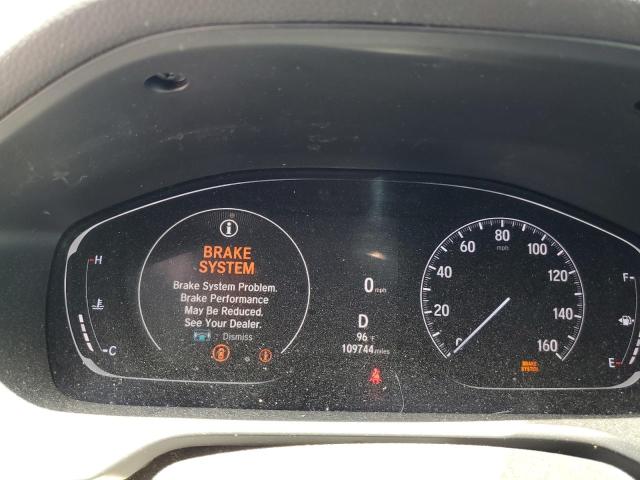 BRAKE
SYSTEM
Brake System Problem.
Brake Performance
May Be Reduced.
See Your Dealer.
Dismiss
H
C
0 mph
D
96 °F
109744 miles
0
20
40
60
80
100
120
140
160
mph
BRAKE
SYSTEM
F
E